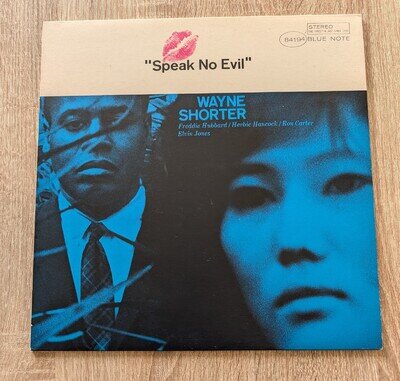 STEREO
84194 BLUE NOTE
"Speak No Evil"
WAYNE
SHORTER
Freddie Hubbard/Herbie Hancock/Ron Carter
Elvin Jones